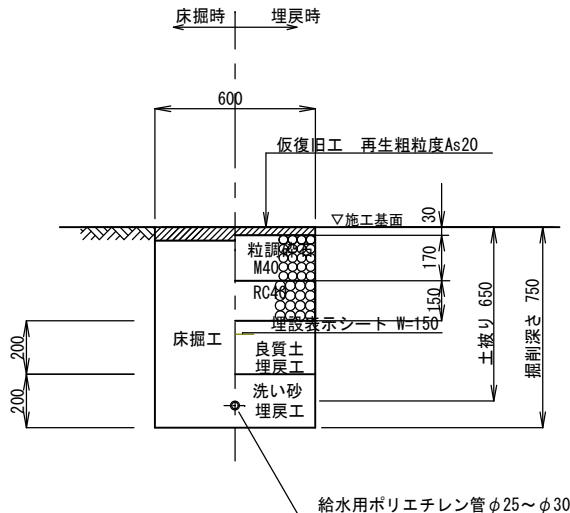 床掘時 埋戻時
600
仮復旧工 再生粗粒度As20
▽施工基面
30
粒調砕石
M40
170
RC40
150
埋設表示シート W=150
床掘工
良質土
埋戻工
200
洗い砂
埋戻工
200
土被り 650
掘削深さ 750
給水用ポリエチレン管φ25~φ30